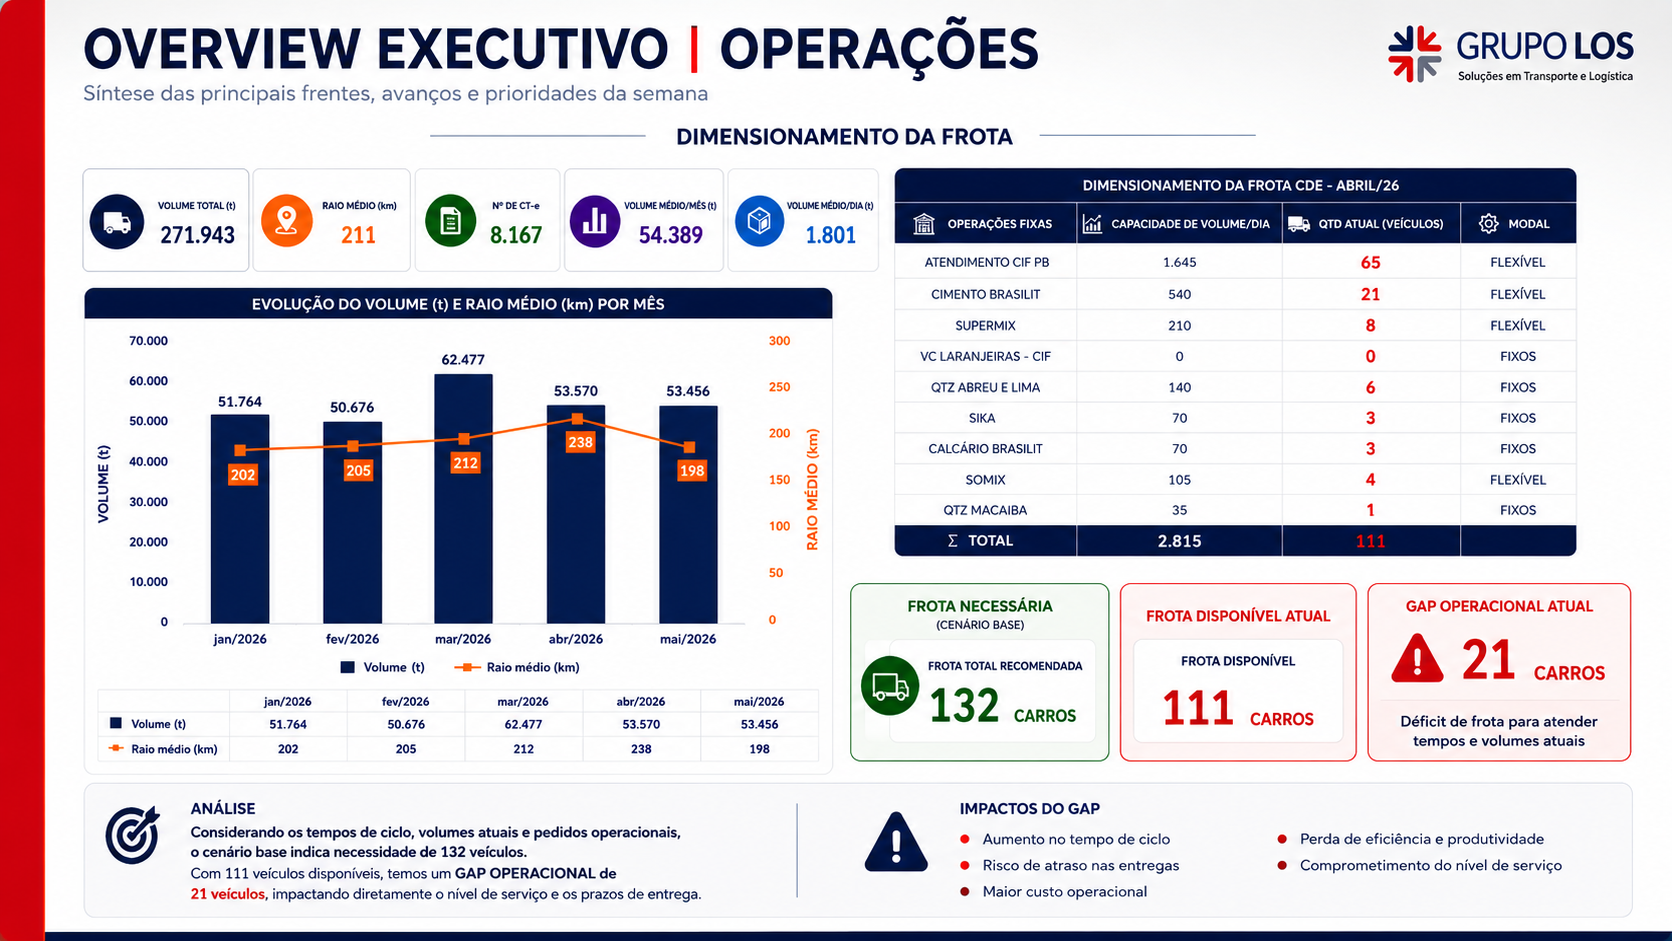 OVERVIEW EXECUTIVO | OPERAÇÕES
Síntese das principais frentes, avanços e prioridades da semana
GRUPO LOS
Soluções em Transporte e Logística
DIMENSIONAMENTO DA FROTA
VOLUME TOTAL (t)
271.943
RAIO MÉDIO (km)
211
Nº DE CT-e
8.167
VOLUME MÉDIO/MÊS (t)
54.389
VOLUME MÉDIO/DIA (t)
1.801
EVOLUÇÃO DO VOLUME (t) E RAIO MÉDIO (km) POR MÊS
VOLUME (t)
70.000
60.000
50.000
40.000
30.000
20.000
10.000
0
51.764
50.676
62.477
53.570
53.456
202
205
212
238
198
300
250
200
150
100
50
0
RAIO MÉDIO (km)
jan/2026 fev/2026 mar/2026 abr/2026 mai/2026
Volume (t) Raio médio (km)
jan/2026 fev/2026 mar/2026 abr/2026 mai/2026
Volume (t) 51.764 50.676 62.477 53.570 53.456
Raio médio (km) 202 205 212 238 198
DIMENSIONAMENTO DA FROTA CDE - ABRIL/26
OPERAÇÕES FIXAS CAPACIDADE DE VOLUME/DIA QTD ATUAL (VEÍCULOS) MODAL
ATENDIMENTO CIF PB 1.645 65 FLEXÍVEL
CIMENTO BRASILIT 540 21 FLEXÍVEL
SUPERMIX 210 8 FLEXÍVEL
VC LARANJEIRAS - CIF 0 0 FIXOS
QTZ ABREU E LIMA 140 6 FIXOS
SIKA 70 3 FIXOS
CALCÁRIO BRASILIT 70 3 FIXOS
SOMIX 105 4 FLEXÍVEL
QTZ MACAIBA 35 1 FIXOS
Σ TOTAL 2.815 111
FROTA NECESSÁRIA
(CENÁRIO BASE)
FROTA TOTAL RECOMENDADA
132 CARROS
FROTA DISPONÍVEL ATUAL
FROTA DISPONÍVEL
111 CARROS
GAP OPERACIONAL ATUAL
21 CARROS
Déficit de frota para atender
tempos e volumes atuais
ANÁLISE
Considerando os tempos de ciclo, volumes atuais e pedidos operacionais,
o cenário base indica necessidade de 132 veículos.
Com 111 veículos disponíveis, temos um GAP OPERACIONAL de
21 veículos, impactando diretamente o nível de serviço e os prazos de entrega.
IMPACTOS DO GAP
Aumento no tempo de ciclo
Risco de atraso nas entregas
Maior custo operacional
Perda de eficiência e produtividade
Comprometimento do nível de serviço